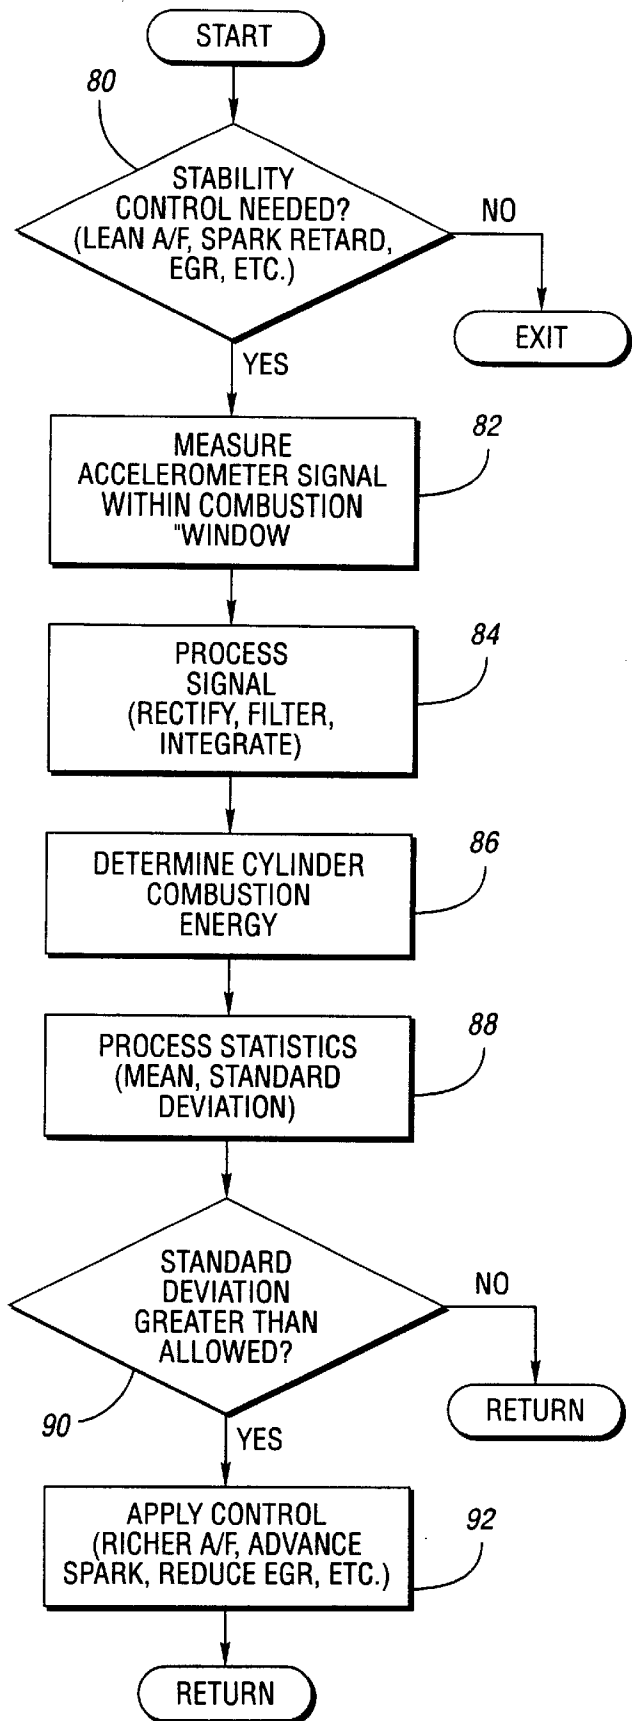 START
80
STABILITY
CONTROL NEEDED?
(LEAN A/F, SPARK RETARD,
EGR, ETC.)
NO
EXIT
YES
MEASURE
ACCELEROMETER SIGNAL
WITHIN COMBUSTION
"WINDOW
82
PROCESS
SIGNAL
(RECTIFY, FILTER,
INTEGRATE)
84
DETERMINE CYLINDER
COMBUSTION
ENERGY
86
PROCESS STATISTICS
(MEAN, STANDARD
DEVIATION)
88
STANDARD
DEVIATION
GREATER THAN
ALLOWED?
NO
RETURN
90
YES
APPLY CONTROL
(RICHER A/F, ADVANCE
SPARK, REDUCE EGR, ETC.)
92
RETURN